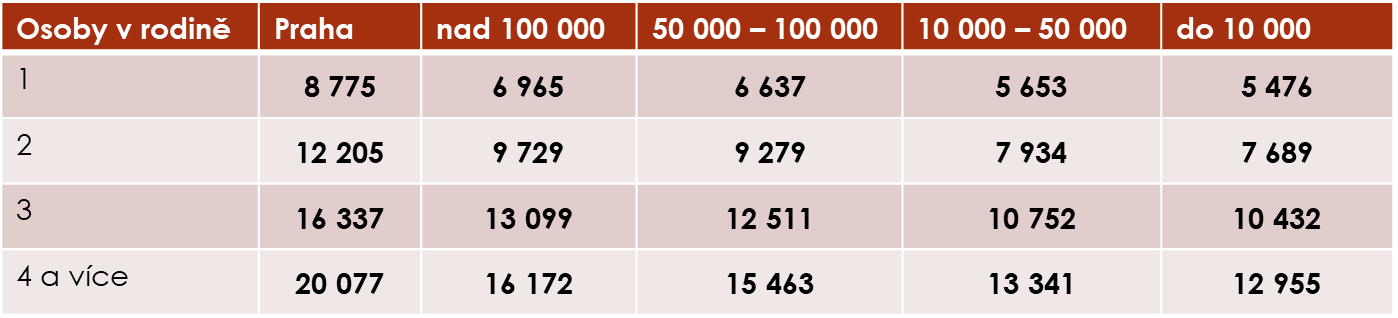 Osoby v rodině Praha nad 100 000 50 000 – 100 000 10 000 – 50 000 do 10 000
1 8 775 6 965 6 637 5 653 5 476
2 12 205 9 729 9 279 7 934 7 689
3 16 337 13 099 12 511 10 752 10 432
4 a více 20 077 16 172 15 463 13 341 12 955